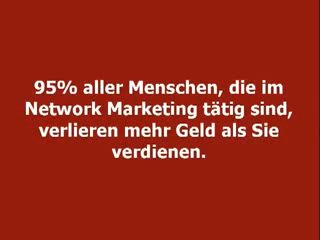 95% aller Menschen, die im
Network Marketing tätig sind,
verlieren mehr Geld als Sie
verdienen.